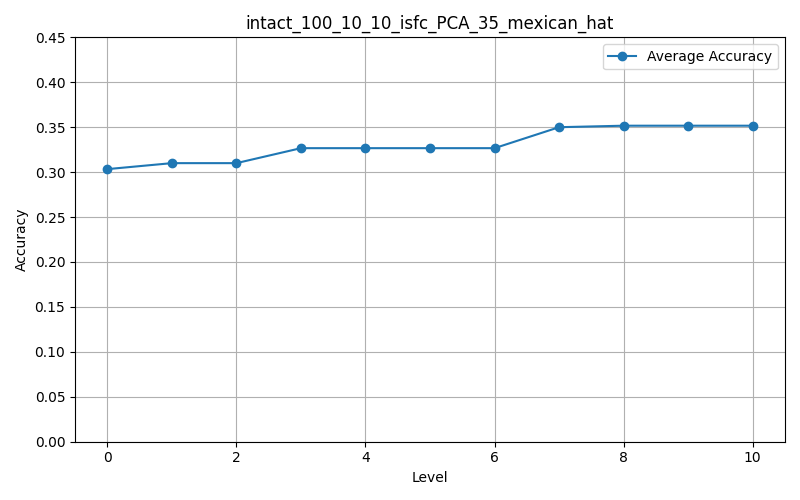 intact_100_10_10_isfc_PCA_35_mexican_hat
Average Accuracy
0.45
0.40
0.35
0.30
0.25
0.20
0.15
0.10
0.05
0.00
Accuracy
0 2 4 6 8 10
Level